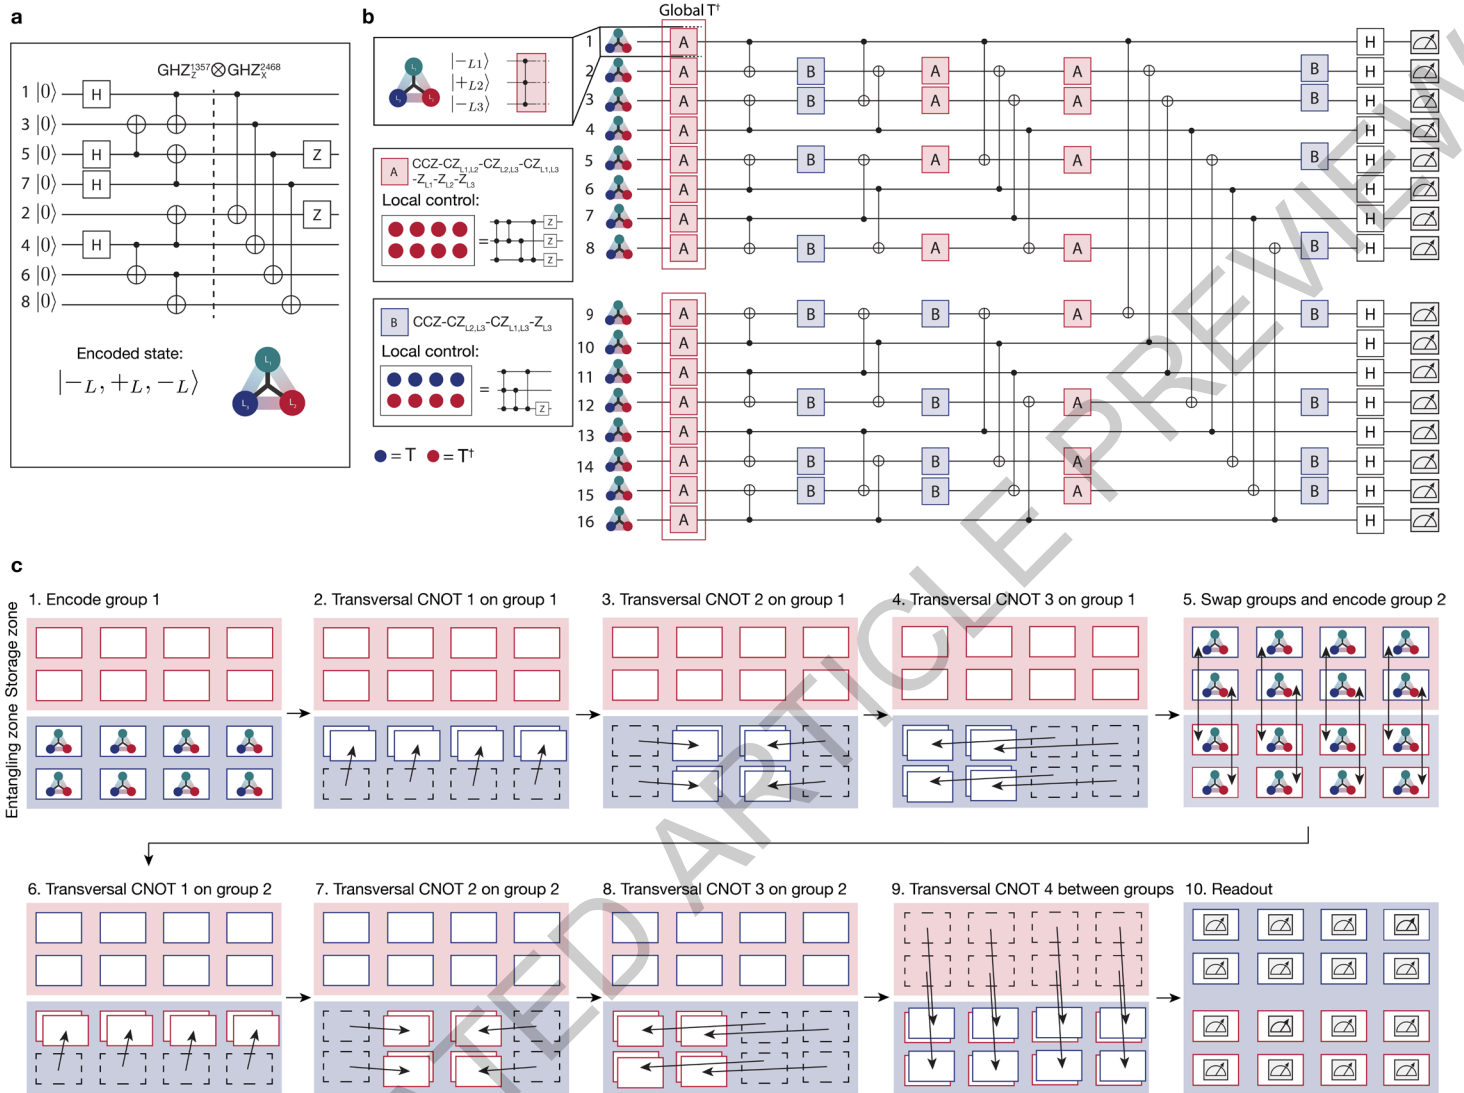 a
GHZ_Z^1357 ⊗ GHZ_X^2468
1 |0⟩ H
3 |0⟩
5 |0⟩ H Z
7 |0⟩ H
2 |0⟩ Z
4 |0⟩ H
6 |0⟩
8 |0⟩
Encoded state:
|-_L, +_L, -_L⟩
L_1
L_3 L_2
b
Global T†
|-_L1⟩
|+_L2⟩
|-_L3⟩
A CCZ-CZ_L1,L2-CZ_L2,L3-CZ_L1,L3
-Z_L1-Z_L2-Z_L3
Local control:
= Z Z Z
B CCZ-CZ_L2,L3-CZ_L1,L3-Z_L3
Local control:
= Z
= T = T†
1 A H
2 A B A A B H
3 A B A A B H
4 A H
5 A B A A B H
6 A H
7 A H
8 A B A A B H
9 A B B A B H
10 A H
11 A H
12 A B B A B H
13 A H
14 A B B A B H
15 A B B A B H
16 A H
c
Entangling zone Storage zone
1. Encode group 1
2. Transversal CNOT 1 on group 1
3. Transversal CNOT 2 on group 1
4. Transversal CNOT 3 on group 1
5. Swap groups and encode group 2
6. Transversal CNOT 1 on group 2
7. Transversal CNOT 2 on group 2
8. Transversal CNOT 3 on group 2
9. Transversal CNOT 4 between groups
10. Readout
ATED ARTICLE PREVIEW